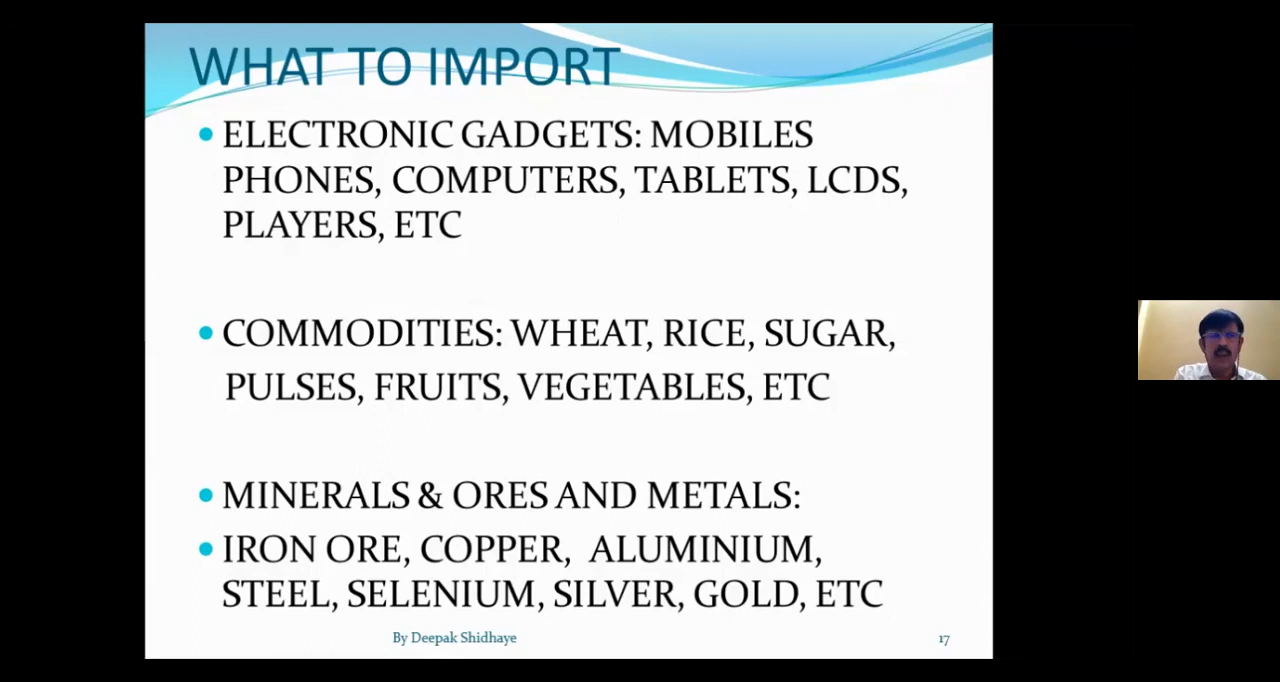 WHAT TO IMPORT
ELECTRONIC GADGETS: MOBILES
PHONES, COMPUTERS, TABLETS, LCDS,
PLAYERS, ETC
COMMODITIES: WHEAT, RICE, SUGAR,
PULSES, FRUITS, VEGETABLES, ETC
MINERALS & ORES AND METALS:
IRON ORE, COPPER, ALUMINIUM,
STEEL, SELENIUM, SILVER, GOLD, ETC
By Deepak Shidhaye
17